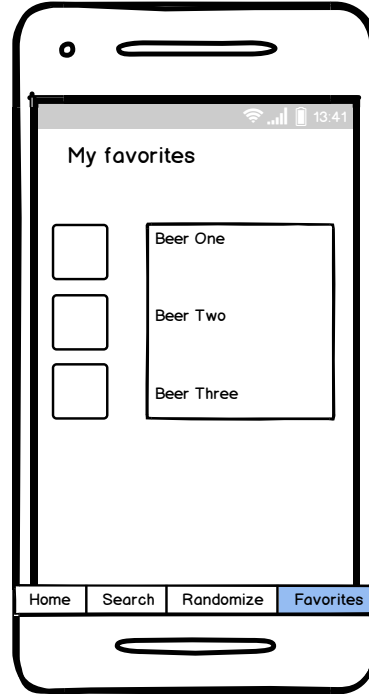 13:41
My favorites
Beer One
Beer Two
Beer Three
Home Search Randomize Favorites